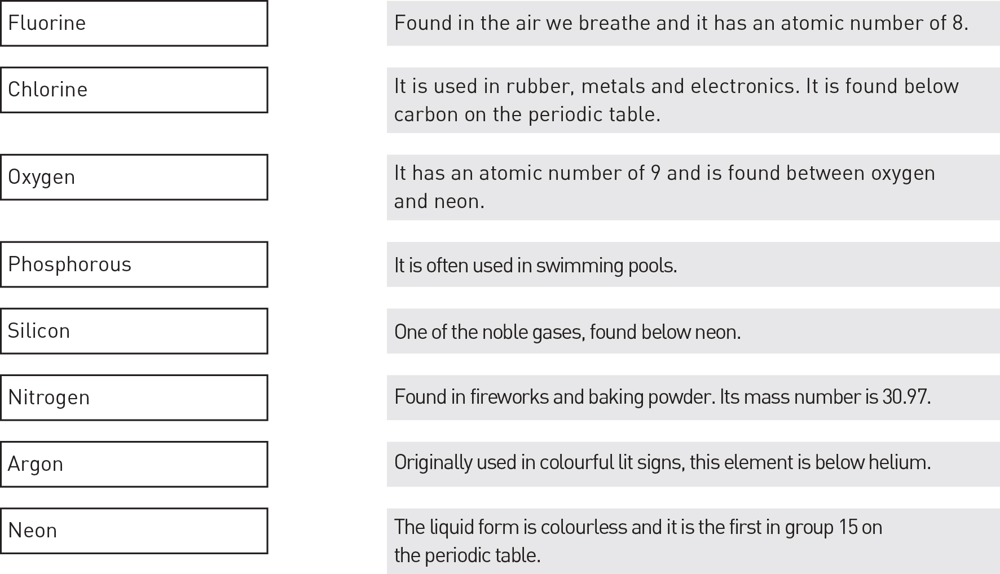 Fluorine
Found in the air we breathe and it has an atomic number of 8.
Chlorine
It is used in rubber, metals and electronics. It is found below
carbon on the periodic table.
Oxygen
It has an atomic number of 9 and is found between oxygen
and neon.
Phosphorous
It is often used in swimming pools.
Silicon
One of the noble gases, found below neon.
Nitrogen
Found in fireworks and baking powder. Its mass number is 30.97.
Argon
Originally used in colourful lit signs, this element is below helium.
Neon
The liquid form is colourless and it is the first in group 15 on
the periodic table.